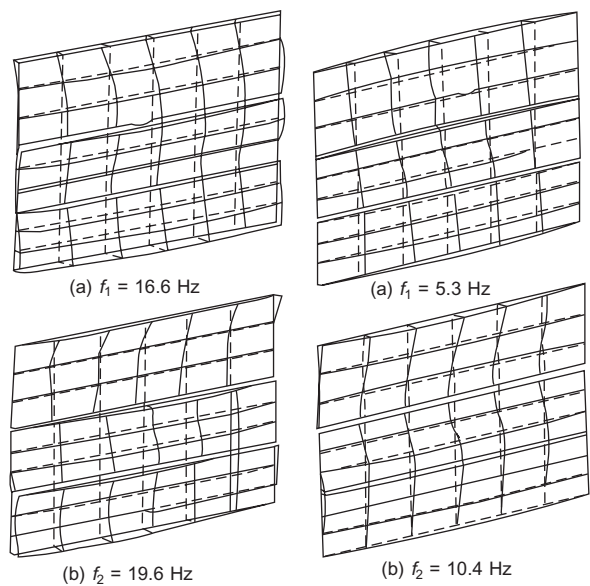 (a) f₁ = 16.6 Hz
(a) f₁ = 5.3 Hz
(b) f₂ = 19.6 Hz
(b) f₂ = 10.4 Hz